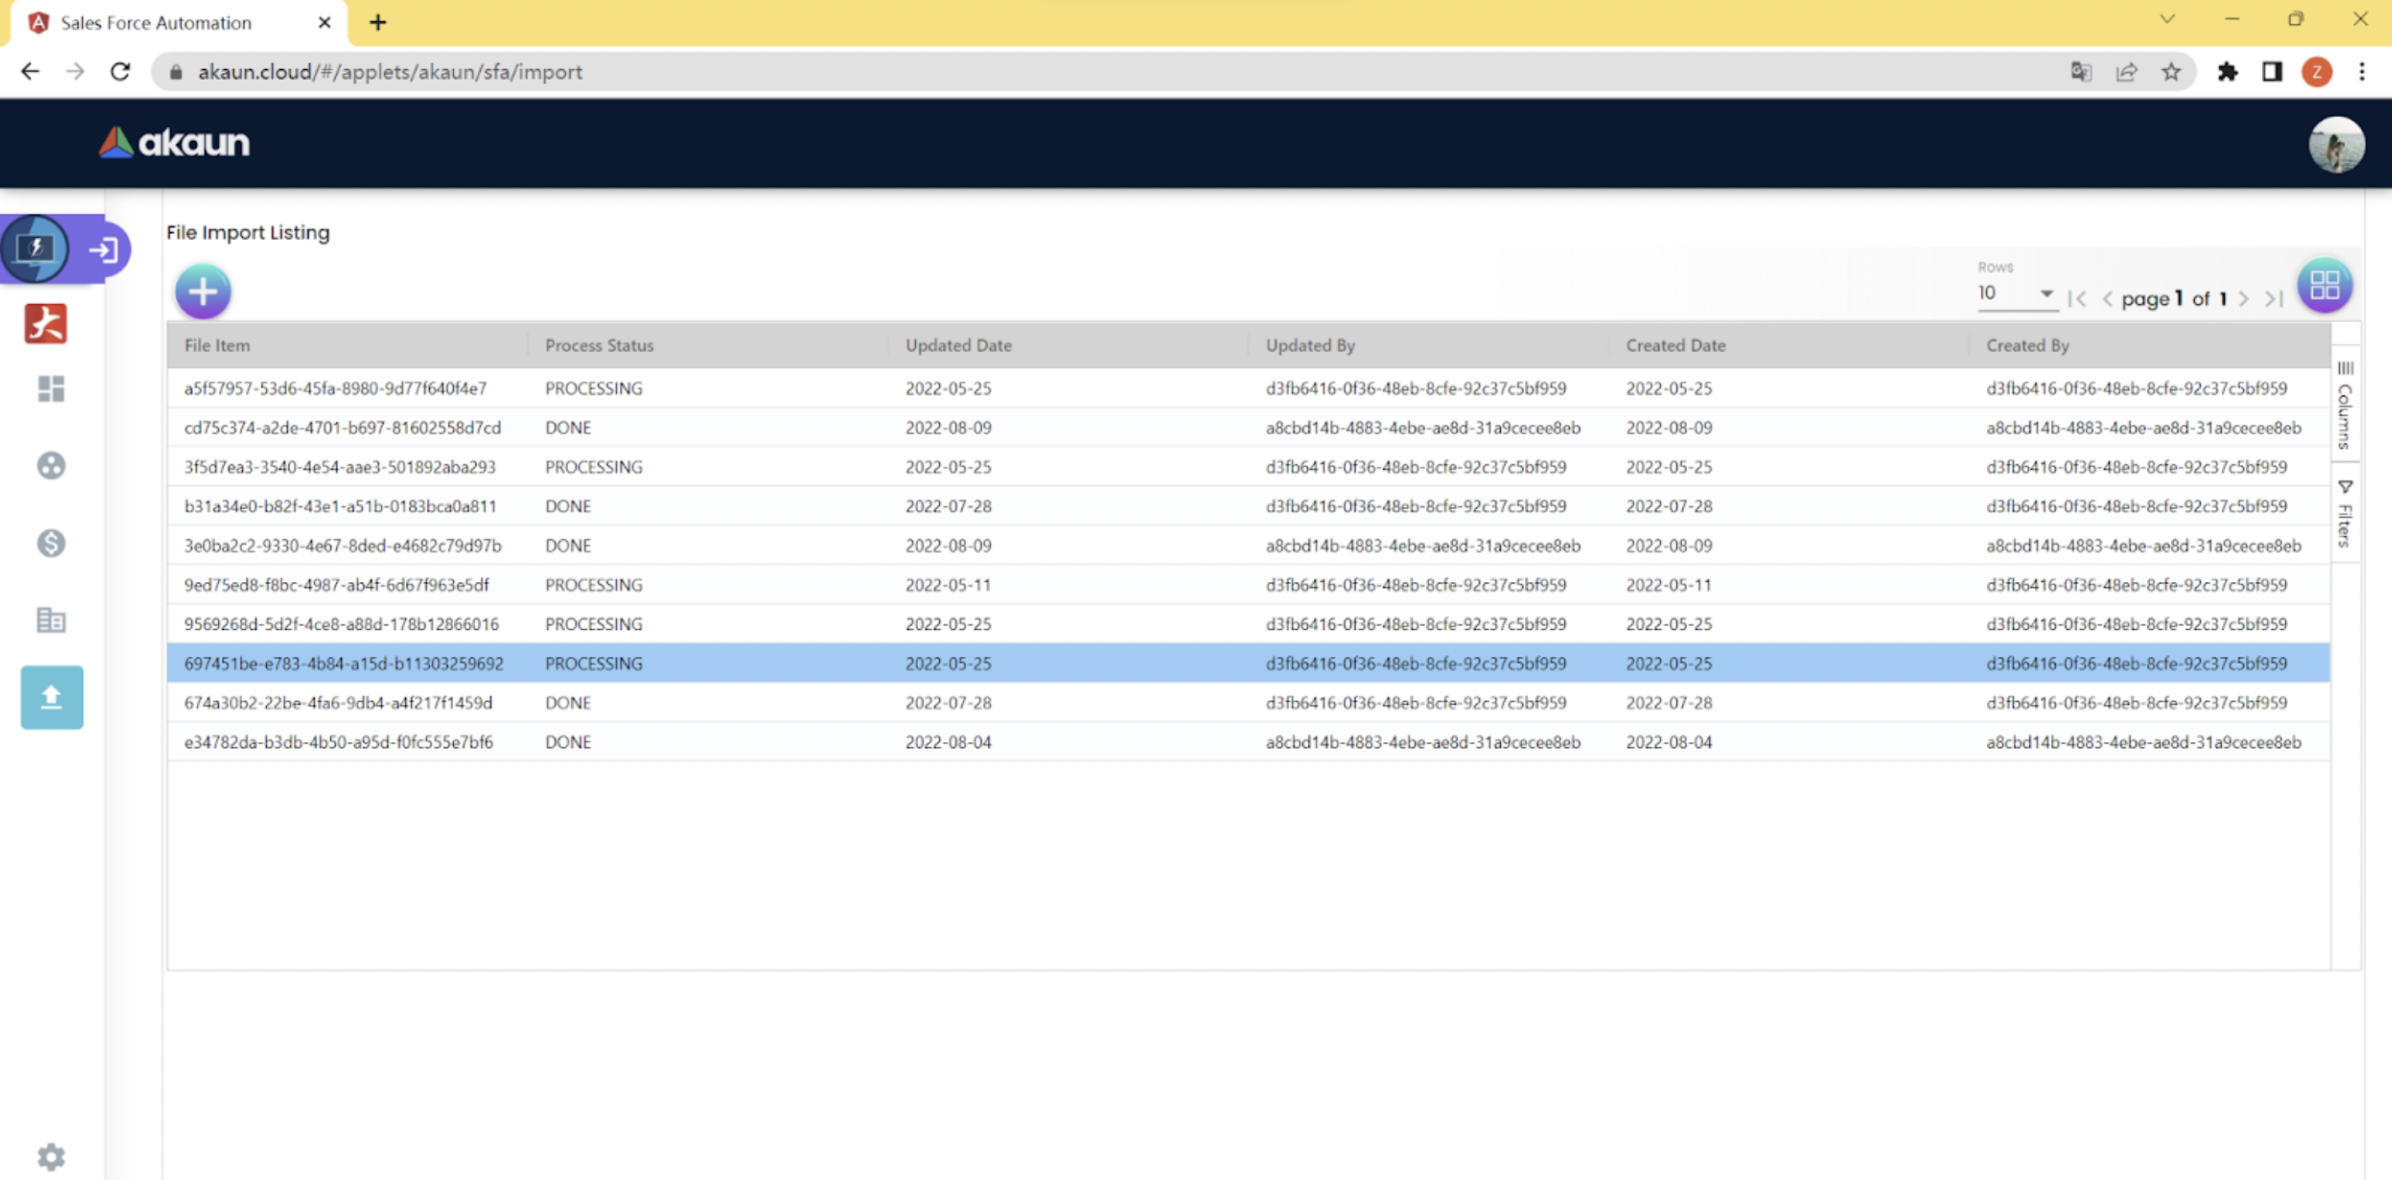 Sales Force Automation
akaun.cloud/#/applets/akaun/sfa/import
Z
akaun
File Import Listing
Rows
10
page 1 of 1
File Item Process Status Updated Date Updated By Created Date Created By
a5f57957-53d6-45fa-8980-9d77f640f4e7 PROCESSING 2022-05-25 d3fb6416-0f36-48eb-8cfe-92c37c5bf959 2022-05-25 d3fb6416-0f36-48eb-8cfe-92c37c5bf959
cd75c374-a2de-4701-b697-81602558d7cd DONE 2022-08-09 a8cbd14b-4883-4ebe-ae8d-31a9cecee8eb 2022-08-09 a8cbd14b-4883-4ebe-ae8d-31a9cecee8eb
3f5d7ea3-3540-4e54-aae3-501892aba293 PROCESSING 2022-05-25 d3fb6416-0f36-48eb-8cfe-92c37c5bf959 2022-05-25 d3fb6416-0f36-48eb-8cfe-92c37c5bf959
b31a34e0-b82f-43e1-a51b-0183bca0a811 DONE 2022-07-28 d3fb6416-0f36-48eb-8cfe-92c37c5bf959 2022-07-28 d3fb6416-0f36-48eb-8cfe-92c37c5bf959
3e0ba2c2-9330-4e67-8ded-e4682c79d97b DONE 2022-08-09 a8cbd14b-4883-4ebe-ae8d-31a9cecee8eb 2022-08-09 a8cbd14b-4883-4ebe-ae8d-31a9cecee8eb
9ed75ed8-f8bc-4987-ab4f-6d67f963e5df PROCESSING 2022-05-11 d3fb6416-0f36-48eb-8cfe-92c37c5bf959 2022-05-11 d3fb6416-0f36-48eb-8cfe-92c37c5bf959
9569268d-5d2f-4ce8-a88d-178b12866016 PROCESSING 2022-05-25 d3fb6416-0f36-48eb-8cfe-92c37c5bf959 2022-05-25 d3fb6416-0f36-48eb-8cfe-92c37c5bf959
697451be-e783-4b84-a15d-b11303259692 PROCESSING 2022-05-25 d3fb6416-0f36-48eb-8cfe-92c37c5bf959 2022-05-25 d3fb6416-0f36-48eb-8cfe-92c37c5bf959
674a30b2-22be-4fa6-9db4-a4f217f1459d DONE 2022-07-28 d3fb6416-0f36-48eb-8cfe-92c37c5bf959 2022-07-28 d3fb6416-0f36-48eb-8cfe-92c37c5bf959
e34782da-b3db-4b50-a95d-f0fc555e7bf6 DONE 2022-08-04 a8cbd14b-4883-4ebe-ae8d-31a9cecee8eb 2022-08-04 a8cbd14b-4883-4ebe-ae8d-31a9cecee8eb
Columns
Filters